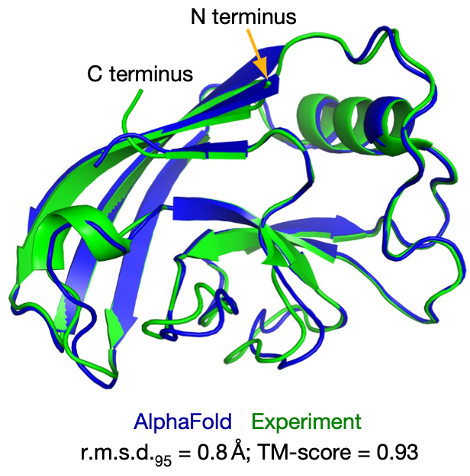 N terminus
C terminus
AlphaFold Experiment
r.m.s.d.95 = 0.8 Å; TM-score = 0.93